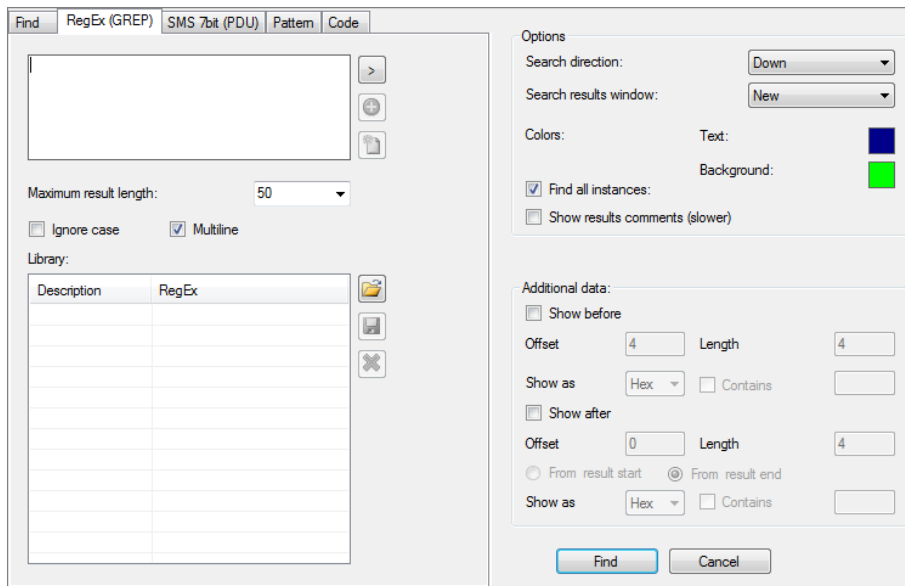 Find RegEx (GREP) SMS 7bit (PDU) Pattern Code
>
Maximum result length: 50
Ignore case Multiline
Library:
Description RegEx
Options
Search direction: Down
Search results window: New
Colors: Text:
Background:
Find all instances:
Show results comments (slower)
Additional data:
Show before
Offset 4 Length 4
Show as Hex Contains
Show after
Offset 0 Length 4
From result start From result end
Show as Hex Contains
Find Cancel